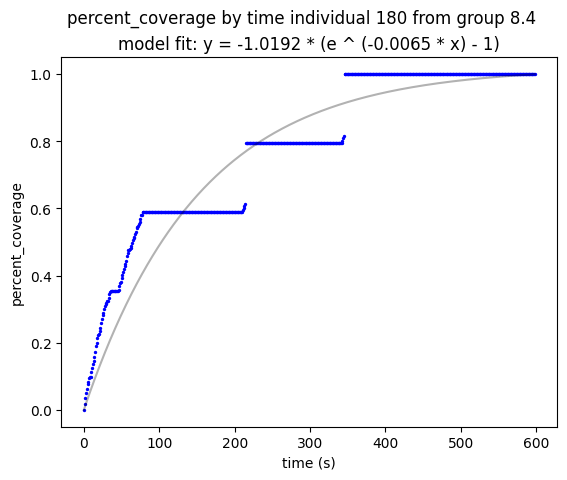 percent_coverage by time individual 180 from group 8.4
model fit: y = -1.0192 * (e ^ (-0.0065 * x) - 1)
1.0
0.8
0.6
0.4
0.2
0.0
percent_coverage
0 100 200 300 400 500 600
time (s)